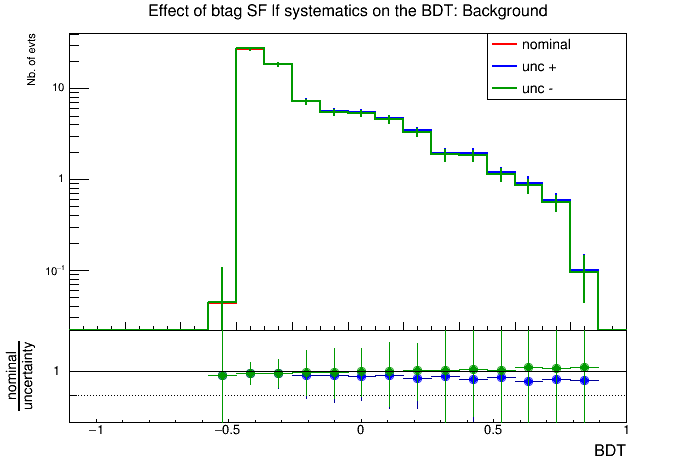 Effect of btag SF lf systematics on the BDT: Background
Nb. of evts
nominal
unc +
unc -
10
1
10⁻¹
nominal
uncertainty
1
−1
−0.5
0
0.5
1
BDT